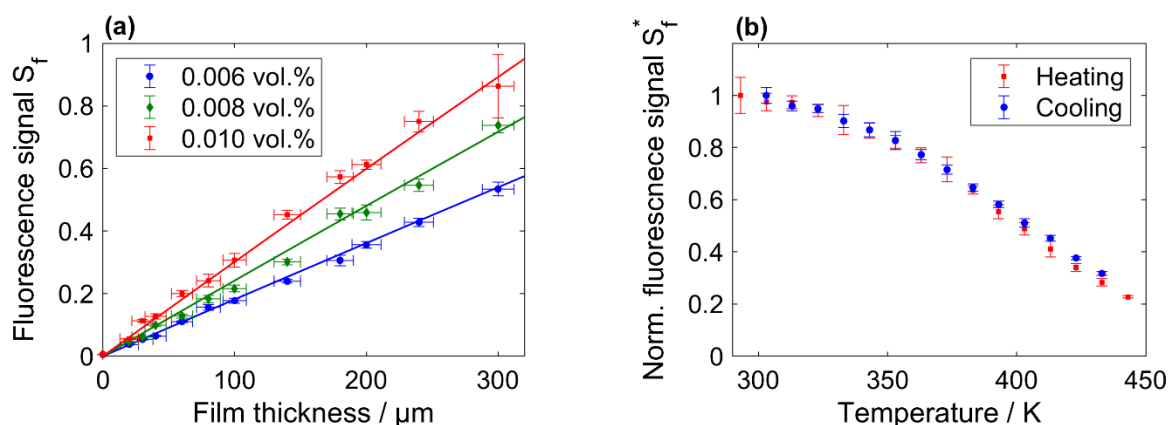 (a)
Fluorescence signal S_f
1
0.8
0.6
0.4
0.2
0
0.006 vol.%
0.008 vol.%
0.010 vol.%
0 100 200 300
Film thickness / µm
(b)
Norm. fluorescnece signal S_f^*
1
0.8
0.6
0.4
0.2
0
Heating
Cooling
300 350 400 450
Temperature / K